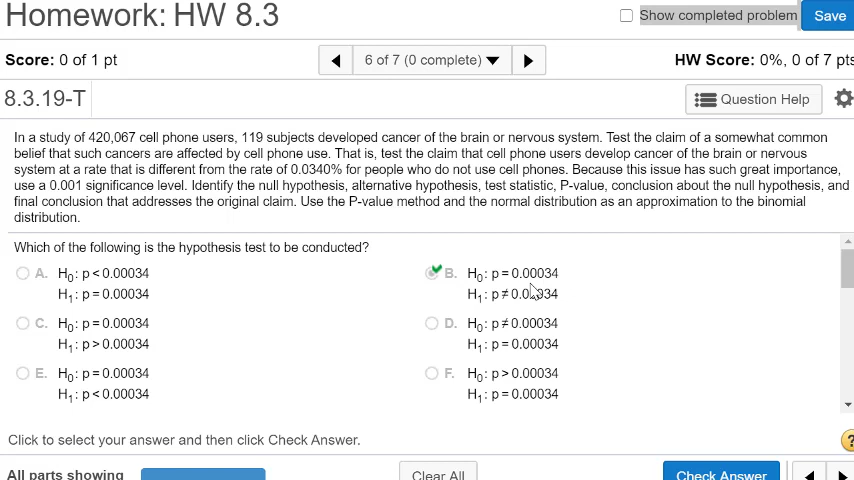 Homework: HW 8.3
Show completed problem
Save
Score: 0 of 1 pt
6 of 7 (0 complete)
HW Score: 0%, 0 of 7 pts
8.3.19-T
Question Help
In a study of 420,067 cell phone users, 119 subjects developed cancer of the brain or nervous system. Test the claim of a somewhat common
belief that such cancers are affected by cell phone use. That is, test the claim that cell phone users develop cancer of the brain or nervous
system at a rate that is different from the rate of 0.0340% for people who do not use cell phones. Because this issue has such great importance,
use a 0.001 significance level. Identify the null hypothesis, alternative hypothesis, test statistic, P-value, conclusion about the null hypothesis, and
final conclusion that addresses the original claim. Use the P-value method and the normal distribution as an approximation to the binomial
distribution.
Which of the following is the hypothesis test to be conducted?
A. H0: p < 0.00034
H1: p = 0.00034
B. H0: p = 0.00034
H1: p ≠ 0.00034
C. H0: p = 0.00034
H1: p > 0.00034
D. H0: p ≠ 0.00034
H1: p = 0.00034
E. H0: p = 0.00034
H1: p < 0.00034
F. H0: p > 0.00034
H1: p = 0.00034
Click to select your answer and then click Check Answer.
?
All parts showing
Clear All
Check Answer